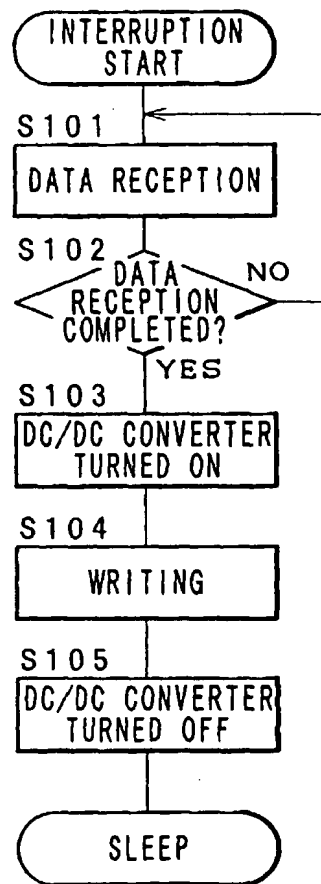 INTERRUPTION
START
S101
DATA RECEPTION
S102
DATA
RECEPTION
COMPLETED?
NO
YES
S103
DC/DC CONVERTER
TURNED ON
S104
WRITING
S105
DC/DC CONVERTER
TURNED OFF
SLEEP